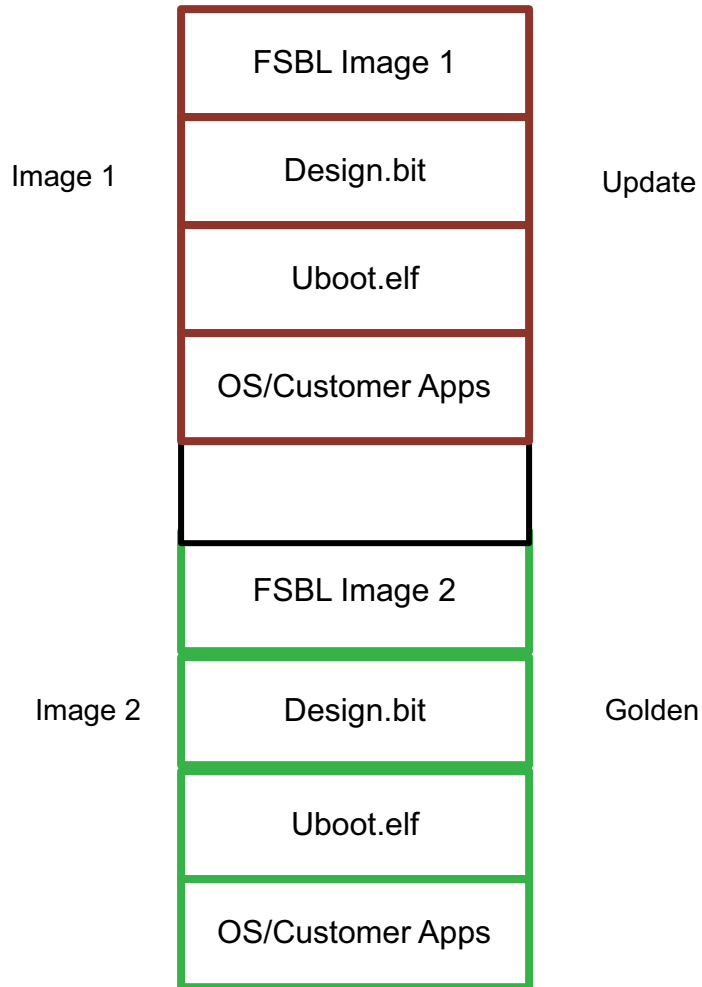 FSBL Image 1
Image 1
Design.bit
Update
Uboot.elf
OS/Customer Apps
FSBL Image 2
Image 2
Design.bit
Golden
Uboot.elf
OS/Customer Apps